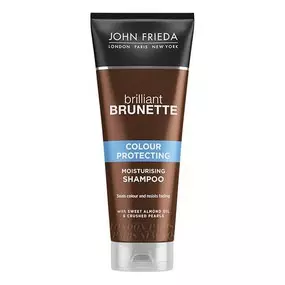 JOHN FRIEDA
LONDON PARIS NEW YORK
brilliant
BRUNETTE
COLOUR
PROTECTING
MOISTURISING
SHAMPOO
Seals colour and resists fading
WITH SWEET ALMOND OIL
& CRUSHED PEARLS